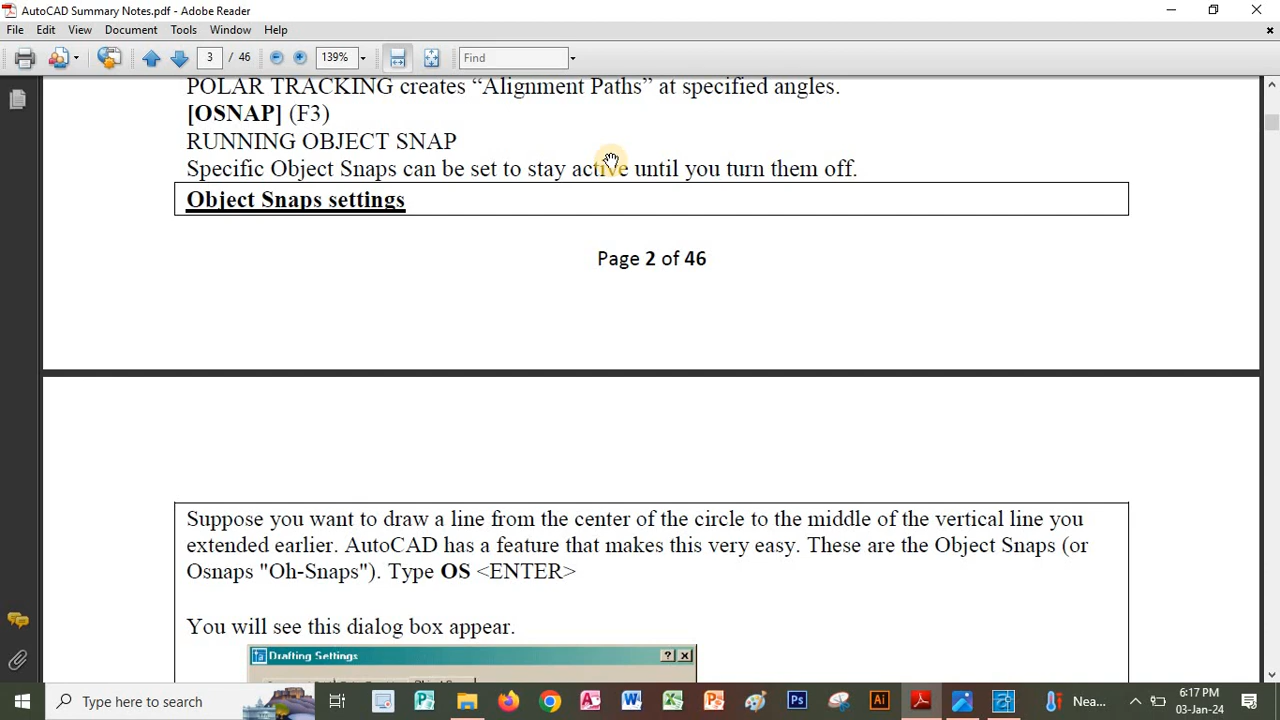 AutoCAD Summary Notes.pdf - Adobe Reader
File Edit View Document Tools Window Help
3 / 46 139% Find
POLAR TRACKING creates “Alignment Paths” at specified angles.
[OSNAP] (F3)
RUNNING OBJECT SNAP
Specific Object Snaps can be set to stay active until you turn them off.
Object Snaps settings
Page 2 of 46
Suppose you want to draw a line from the center of the circle to the middle of the vertical line you
extended earlier. AutoCAD has a feature that makes this very easy. These are the Object Snaps (or
Osnaps "Oh-Snaps"). Type OS <ENTER>
You will see this dialog box appear.
Drafting Settings
Type here to search
Nea...
6:17 PM
03-Jan-24